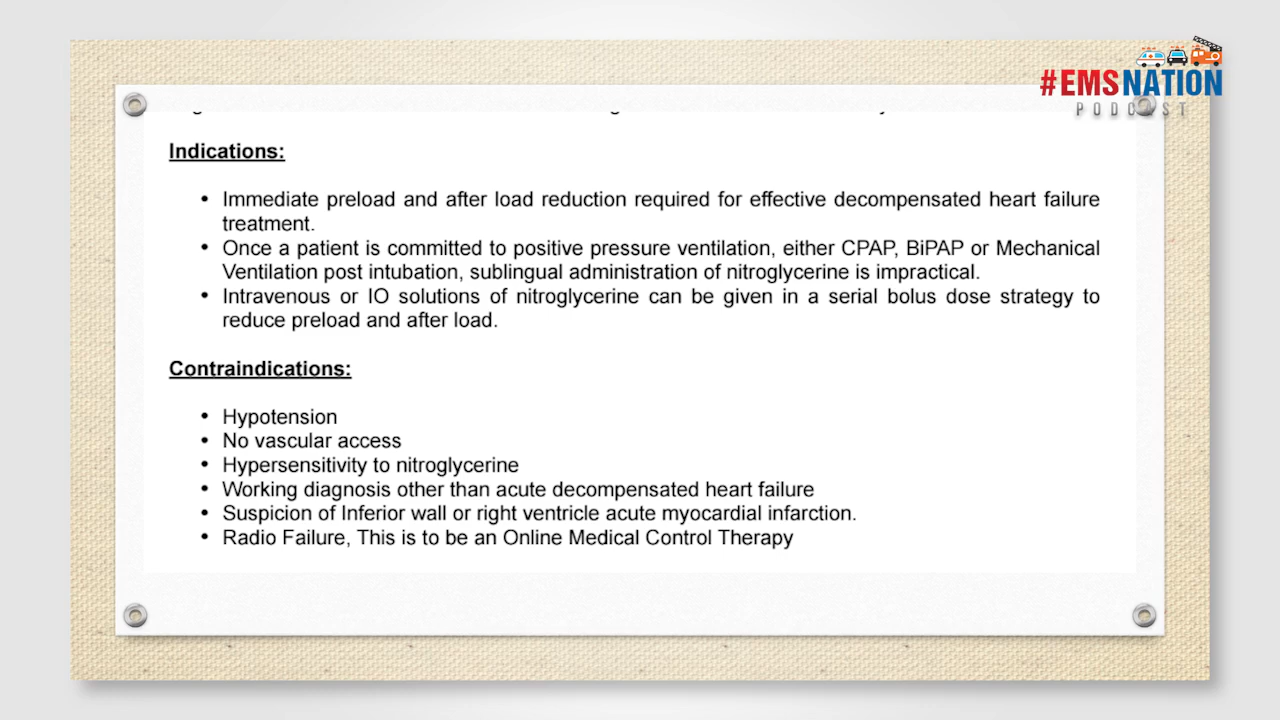 #EMSNATION
PODCAST
Indications:
• Immediate preload and after load reduction required for effective decompensated heart failure
treatment.
• Once a patient is committed to positive pressure ventilation, either CPAP, BiPAP or Mechanical
Ventilation post intubation, sublingual administration of nitroglycerine is impractical.
• Intravenous or IO solutions of nitroglycerine can be given in a serial bolus dose strategy to
reduce preload and after load.
Contraindications:
• Hypotension
• No vascular access
• Hypersensitivity to nitroglycerine
• Working diagnosis other than acute decompensated heart failure
• Suspicion of Inferior wall or right ventricle acute myocardial infarction.
• Radio Failure, This is to be an Online Medical Control Therapy